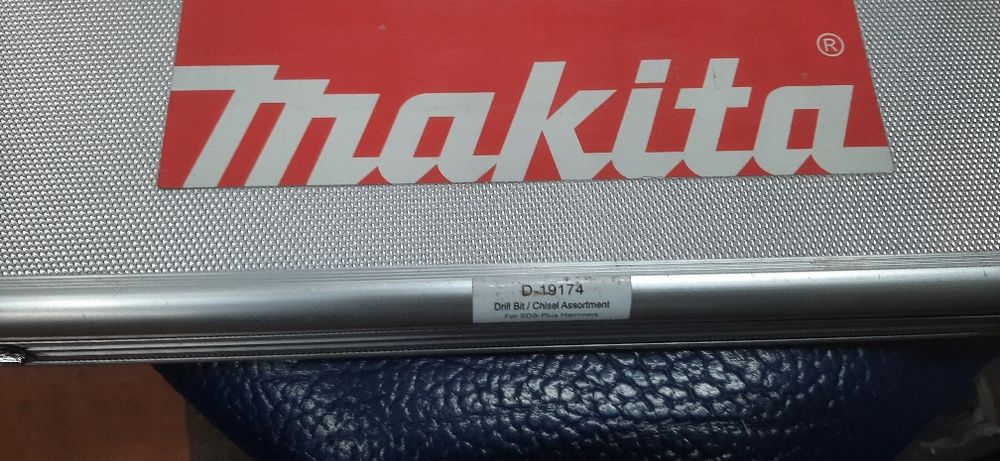 makita®
D-19174
Drill Bit / Chisel Assortment
For SDS-Plus Hammers